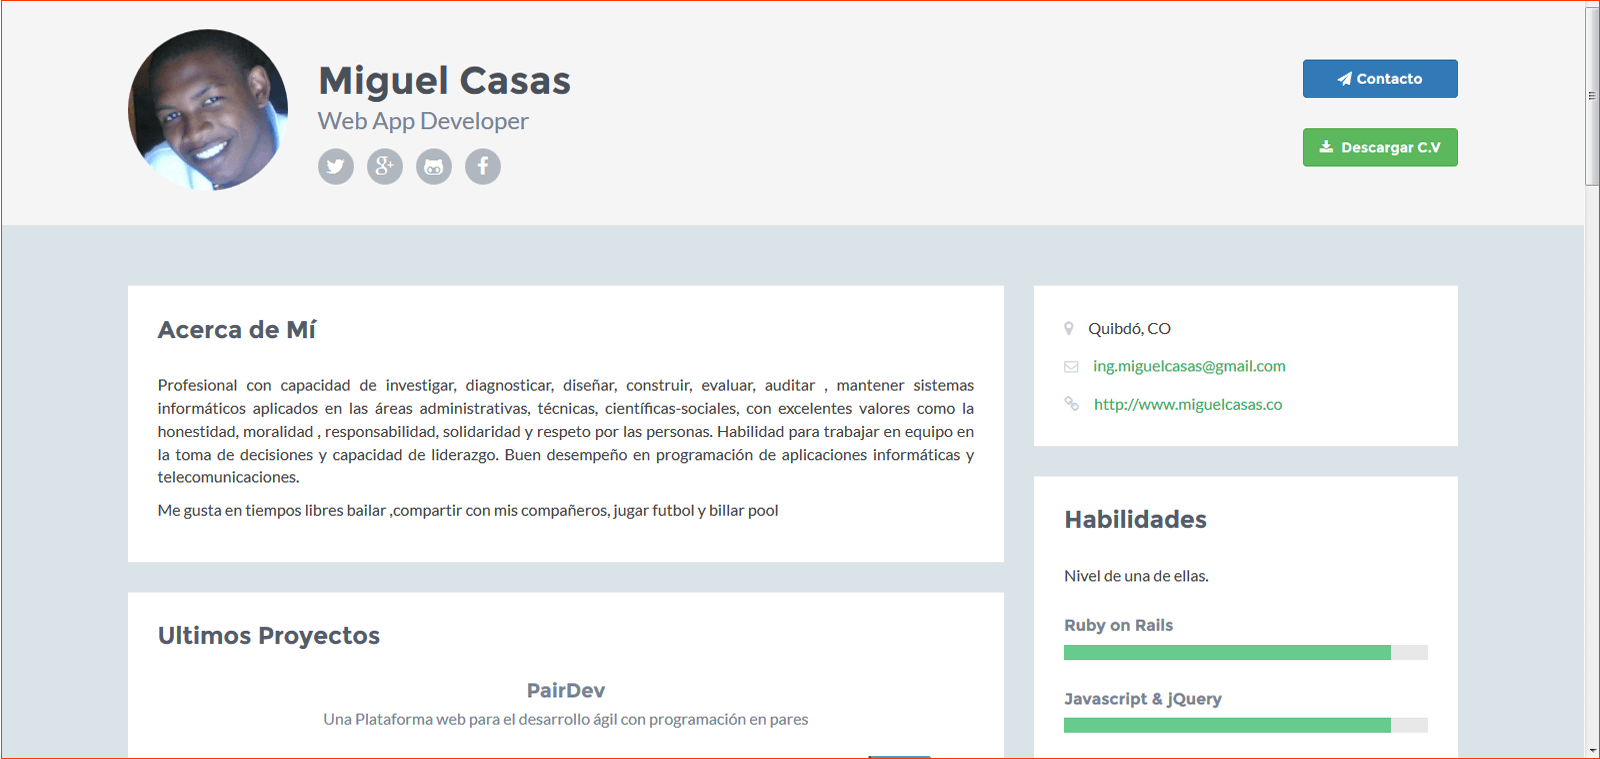 Miguel Casas
Web App Developer
Contacto
Descargar C.V
Acerca de Mí
Profesional con capacidad de investigar, diagnosticar, diseñar, construir, evaluar, auditar , mantener sistemas
informáticos aplicados en las áreas administrativas, técnicas, científicas-sociales, con excelentes valores como la
honestidad, moralidad , responsabilidad, solidaridad y respeto por las personas. Habilidad para trabajar en equipo en
la toma de decisiones y capacidad de liderazgo. Buen desempeño en programación de aplicaciones informáticas y
telecomunicaciones.
Me gusta en tiempos libres bailar ,compartir con mis compañeros, jugar futbol y billar pool
Ultimos Proyectos
PairDev
Una Plataforma web para el desarrollo ágil con programación en pares
Quibdó, CO
ing.miguelcasas@gmail.com
http://www.miguelcasas.co
Habilidades
Nivel de una de ellas.
Ruby on Rails
Javascript & jQuery